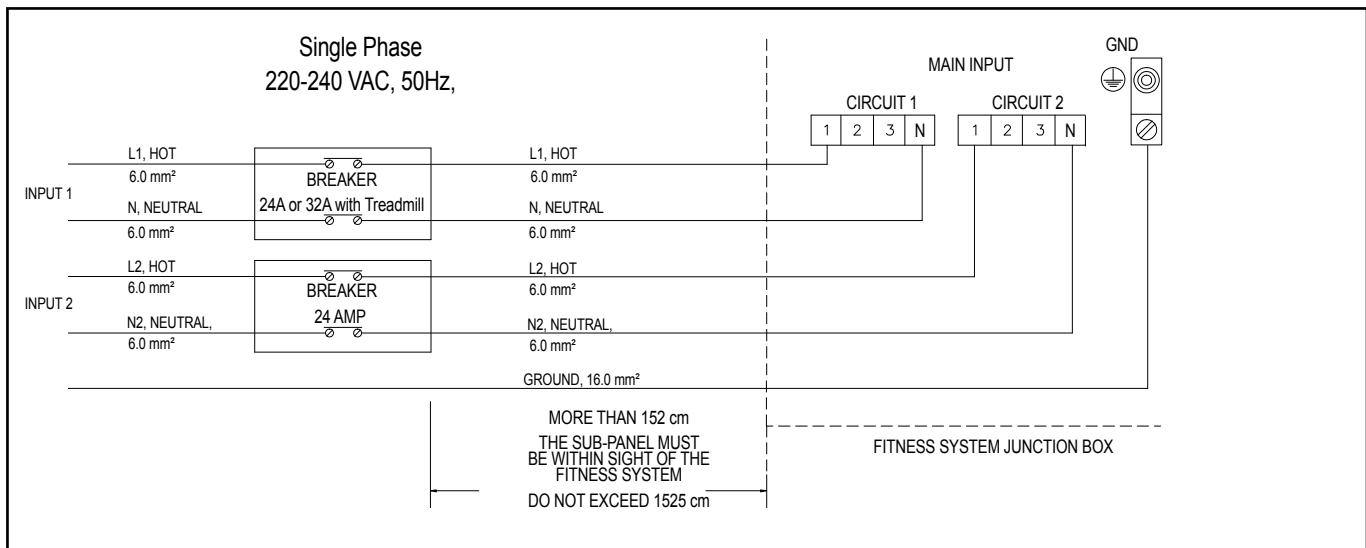 Single Phase
220-240 VAC, 50Hz,
MAIN INPUT
GND
CIRCUIT 1
CIRCUIT 2
1 2 3 N
1 2 3 N
INPUT 1
L1, HOT
6.0 mm²
N, NEUTRAL
6.0 mm²
BREAKER
24A or 32A with Treadmill
L1, HOT
6.0 mm²
N, NEUTRAL
6.0 mm²
INPUT 2
L2, HOT
6.0 mm²
N2, NEUTRAL,
6.0 mm²
BREAKER
24 AMP
L2, HOT
6.0 mm²
N2, NEUTRAL,
6.0 mm²
GROUND, 16.0 mm²
MORE THAN 152 cm
THE SUB-PANEL MUST
BE WITHIN SIGHT OF THE
FITNESS SYSTEM
DO NOT EXCEED 1525 cm
FITNESS SYSTEM JUNCTION BOX